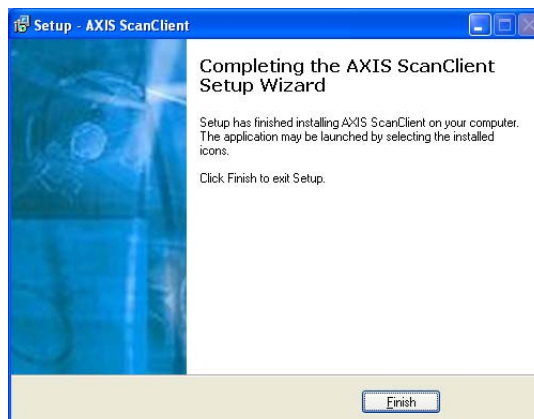 Setup - AXIS ScanClient
Completing the AXIS ScanClient
Setup Wizard
Setup has finished installing AXIS ScanClient on your computer.
The application may be launched by selecting the installed
icons.
Click Finish to exit Setup.
Finish